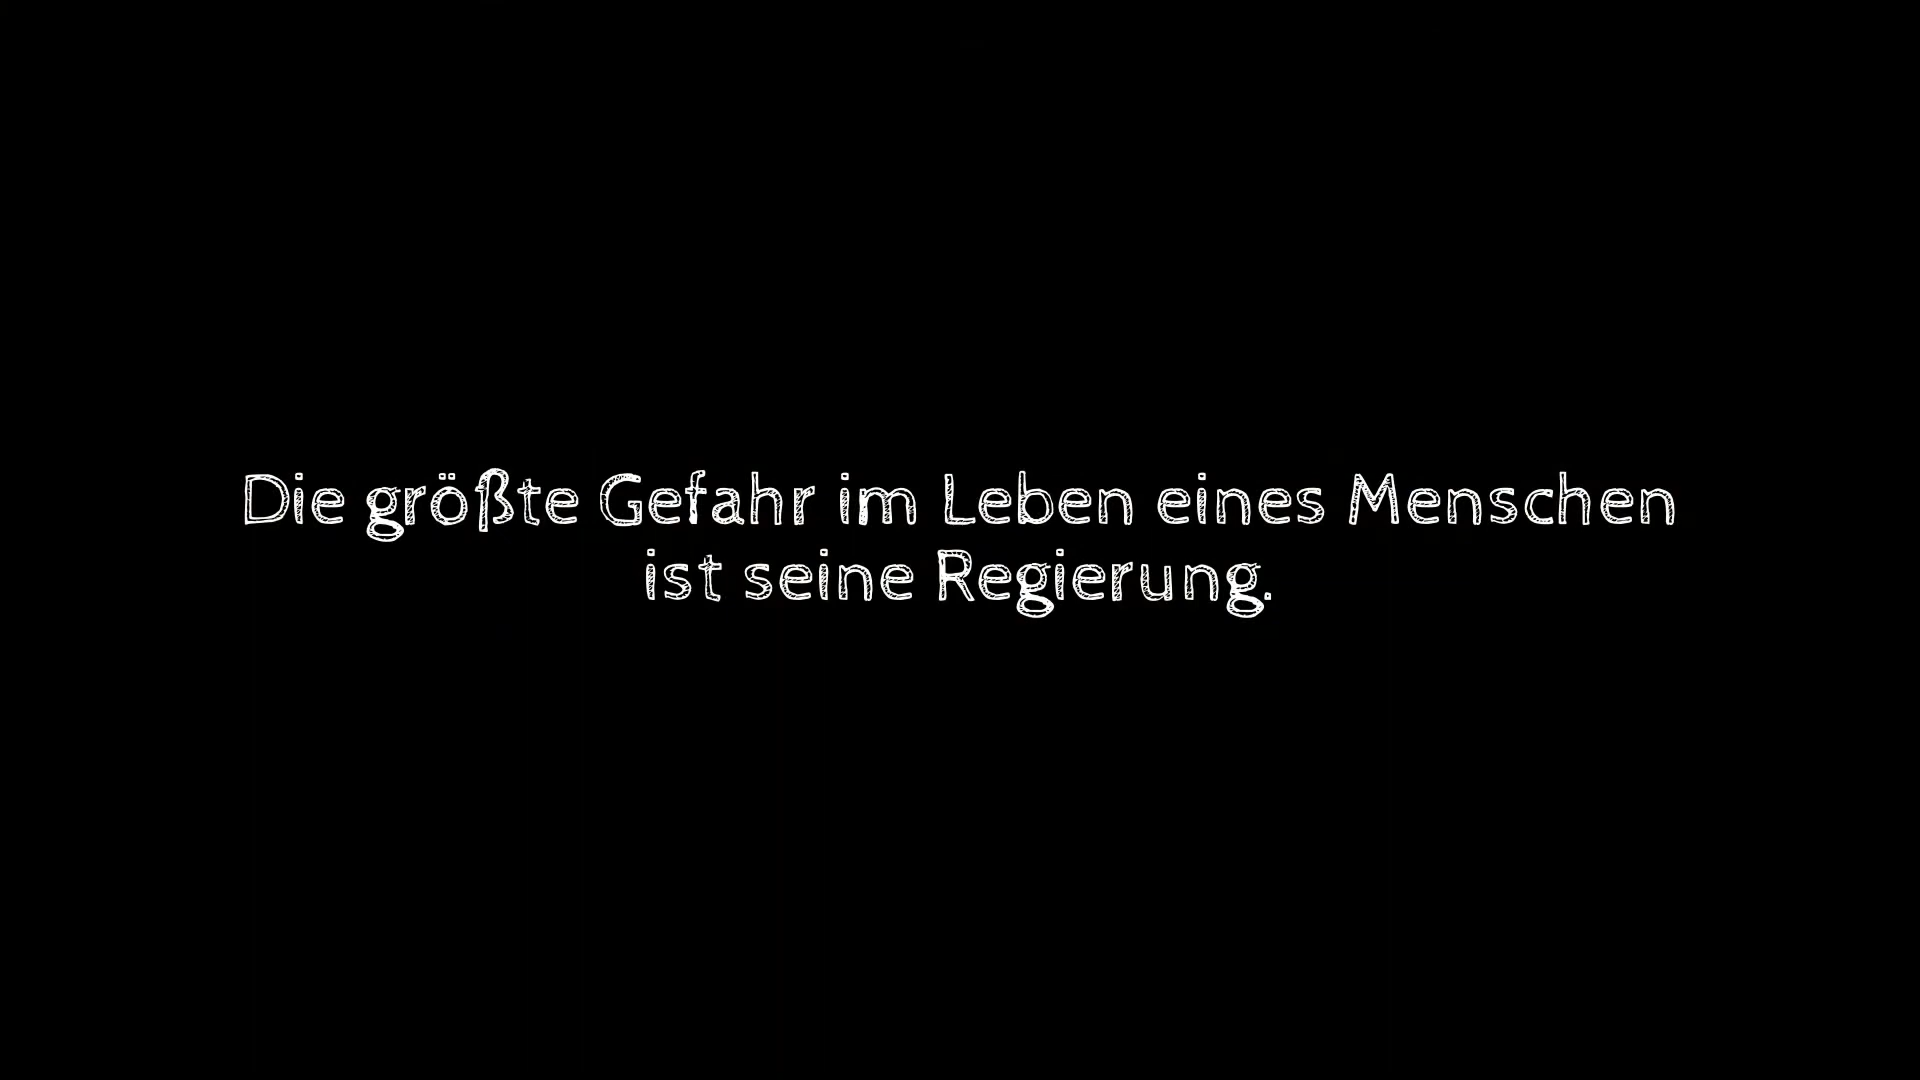 Die größte Gefahr im Leben eines Menschen
ist seine Regierung.